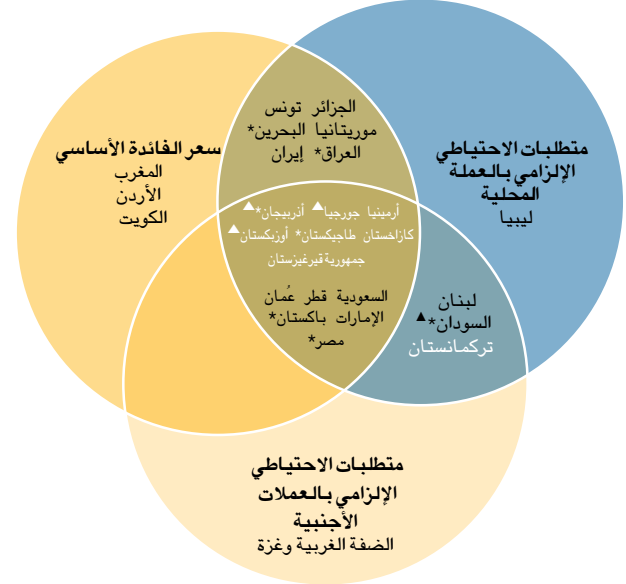 الجزائر تونس
موريتانيا البحرين*
العراق* إيران
سعر الفائدة الأساسي
المغرب
الأردن
الكويت
متطلبات الاحتياطي
الإلزامي بالعملة
المحلية
ليبيا
أرمينيا جورجيا▲ أذربيجان*▲
كازاخستان طاجيكستان* أوزبكستان▲
جمهورية قيرغيزستان
السعودية قطر عُمان
الإمارات باكستان*
مصر*
لبنان
السودان*▲
تركمانستان
متطلبات الاحتياطي
الإلزامي بالعملات
الأجنبية
الضفة الغربية وغزة